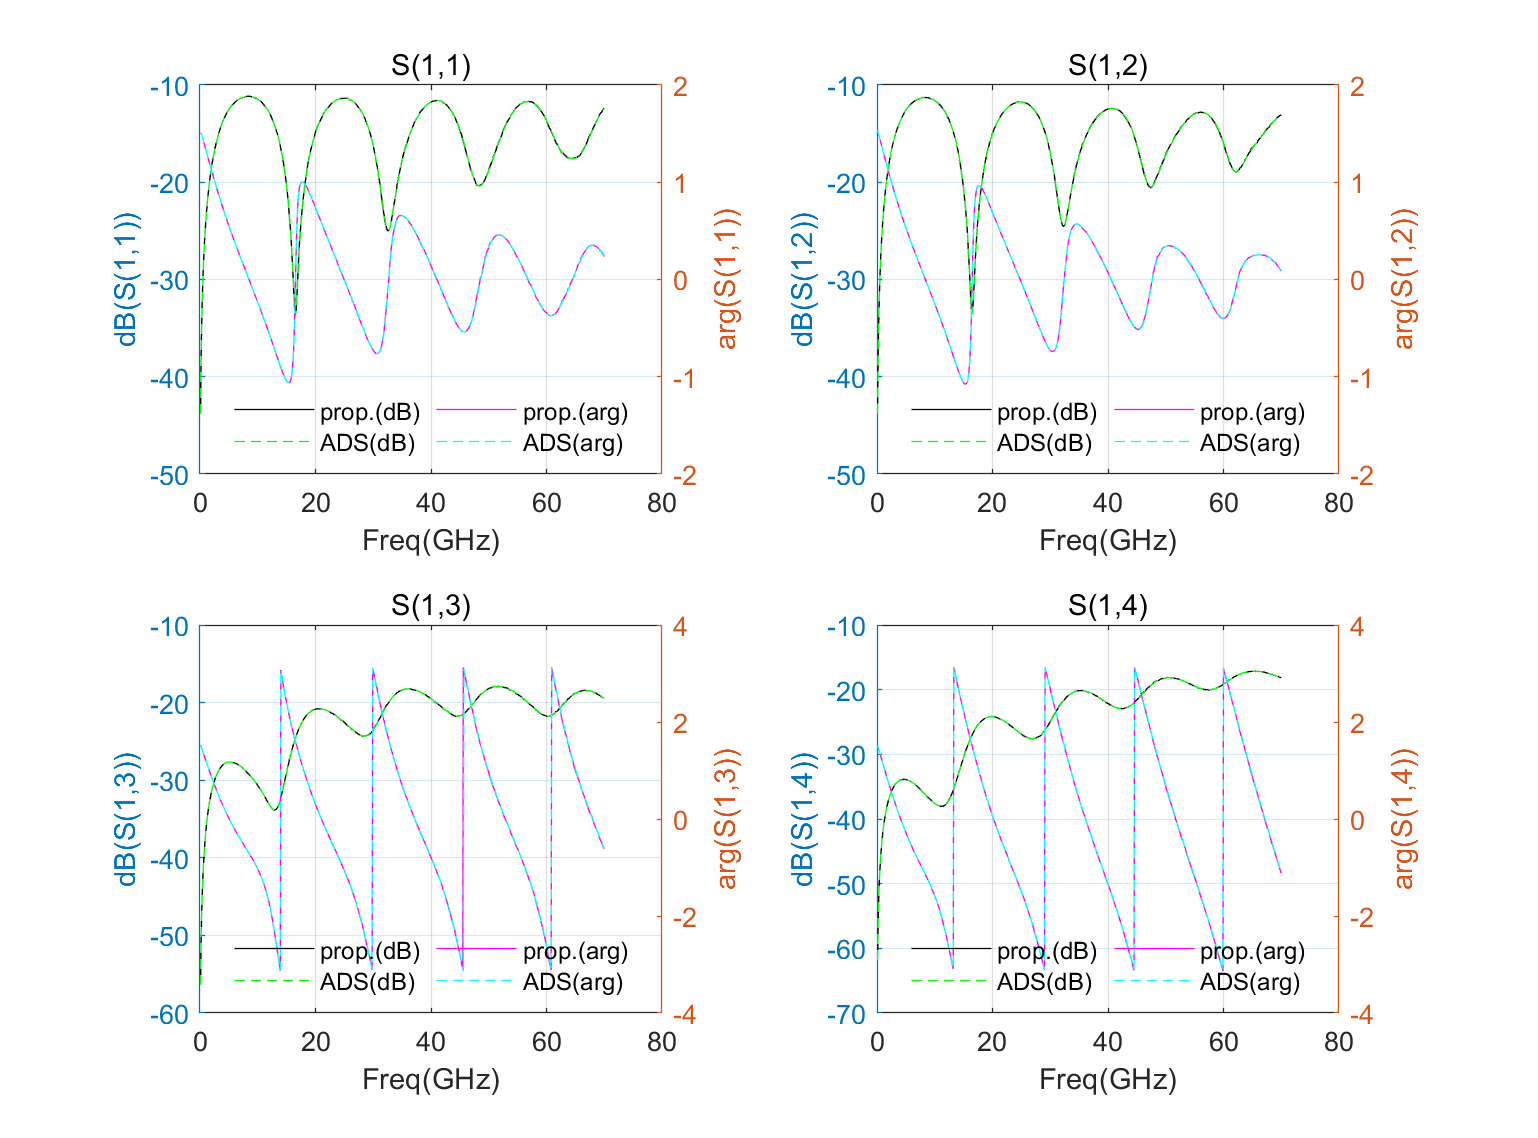 S(1,1)
-10
-20
-30
-40
-50
dB(S(1,1))
2
1
0
-1
-2
arg(S(1,1))
prop.(dB) prop.(arg)
ADS(dB) ADS(arg)
0 20 40 60 80
Freq(GHz)
S(1,2)
-10
-20
-30
-40
-50
dB(S(1,2))
2
1
0
-1
-2
arg(S(1,2))
prop.(dB) prop.(arg)
ADS(dB) ADS(arg)
0 20 40 60 80
Freq(GHz)
S(1,3)
-10
-20
-30
-40
-50
-60
dB(S(1,3))
4
2
0
-2
-4
arg(S(1,3))
prop.(dB) prop.(arg)
ADS(dB) ADS(arg)
0 20 40 60 80
Freq(GHz)
S(1,4)
-10
-20
-30
-40
-50
-60
-70
dB(S(1,4))
4
2
0
-2
-4
arg(S(1,4))
prop.(dB) prop.(arg)
ADS(dB) ADS(arg)
0 20 40 60 80
Freq(GHz)